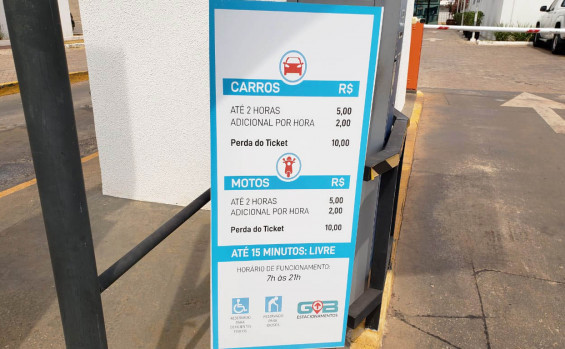 CARROS R$
ATÉ 2 HORAS 5,00
ADICIONAL POR HORA 2,00
Perda do Ticket 10,00
MOTOS R$
ATÉ 2 HORAS 5,00
ADICIONAL POR HORA 2,00
Perda do Ticket 10,00
ATÉ 15 MINUTOS: LIVRE
HORÁRIO DE FUNCIONAMENTO:
7h às 21h
ESTACIONAMENTOS